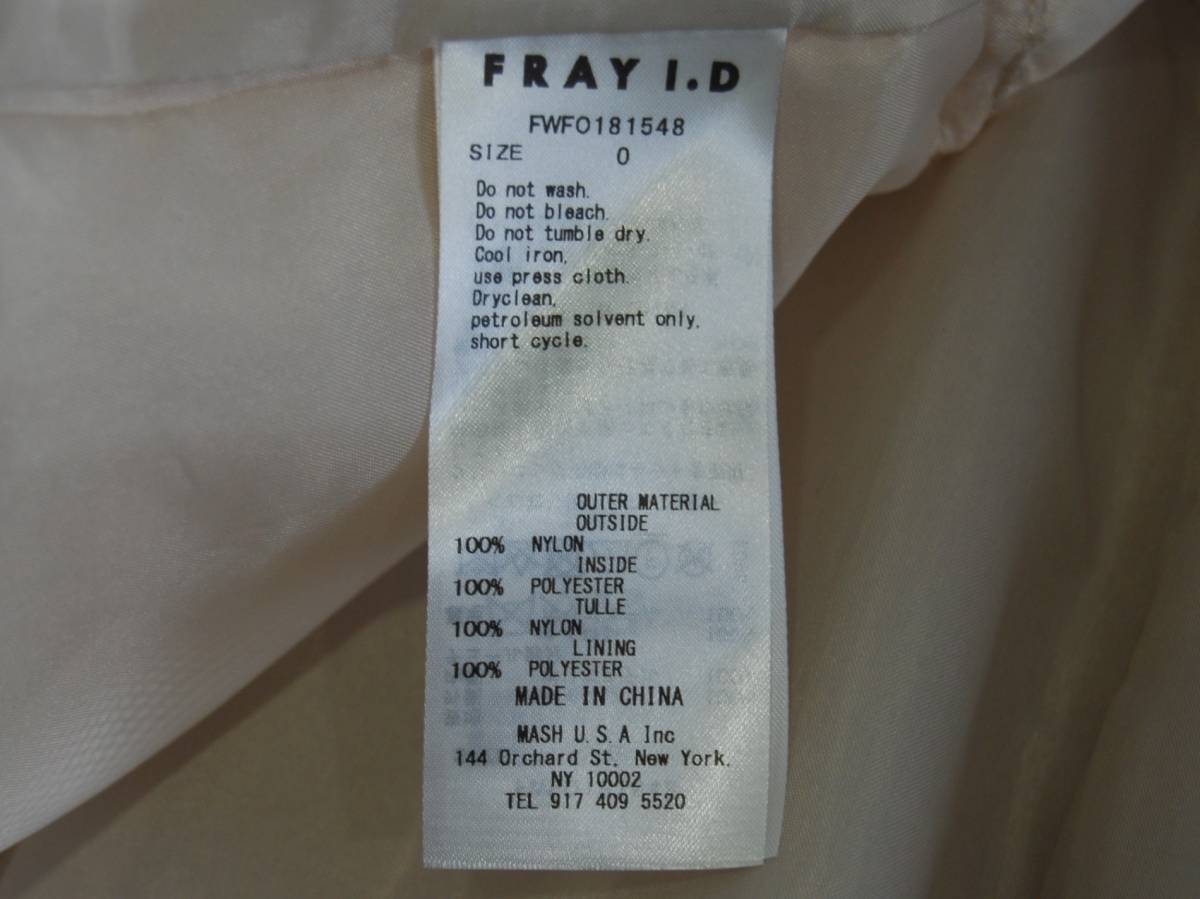 FRAY I.D
FWFO181548
SIZE 0
Do not wash.
Do not bleach.
Do not tumble dry.
Cool iron,
use press cloth.
Dryclean,
petroleum solvent only,
short cycle.
OUTER MATERIAL
OUTSIDE
100% NYLON
INSIDE
100% POLYESTER
TULLE
100% NYLON
LINING
100% POLYESTER
MADE IN CHINA
MASH U.S.A Inc
144 Orchard St, New York,
NY 10002
TEL 917 409 5520